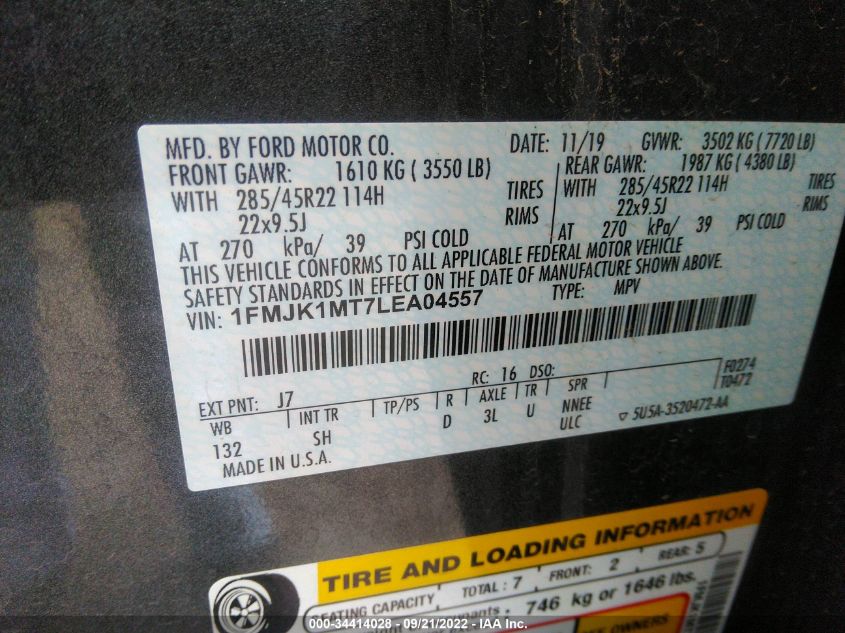 MFD. BY FORD MOTOR CO. DATE: 11/19 GVWR: 3502 KG ( 7720 LB)
FRONT GAWR: 1610 KG ( 3550 LB) REAR GAWR: 1987 KG ( 4380 LB)
WITH 285/45R22 114H TIRES WITH 285/45R22 114H TIRES
22x9.5J RIMS 22x9.5J RIMS
AT 270 kPa/ 39 PSI COLD AT 270 kPa/ 39 PSI COLD
THIS VEHICLE CONFORMS TO ALL APPLICABLE FEDERAL MOTOR VEHICLE
SAFETY STANDARDS IN EFFECT ON THE DATE OF MANUFACTURE SHOWN ABOVE.
VIN: 1FMJK1MT7LEA04557 TYPE: MPV
F0274
EXT PNT: J7 RC: 16 DSO: T0472
WB INT TR TP/PS R AXLE TR SPR
132 SH D 3L U NNEE
ULC ▽ 5U5A-3520472-AA
MADE IN U.S.A.
TIRE AND LOADING INFORMATION
SEATING CAPACITY TOTAL : 7 FRONT: 2 REAR: 5
746 kg or 1646 lbs.
OWNERS
000-34414028 - 09/21/2022 - IAA Inc.